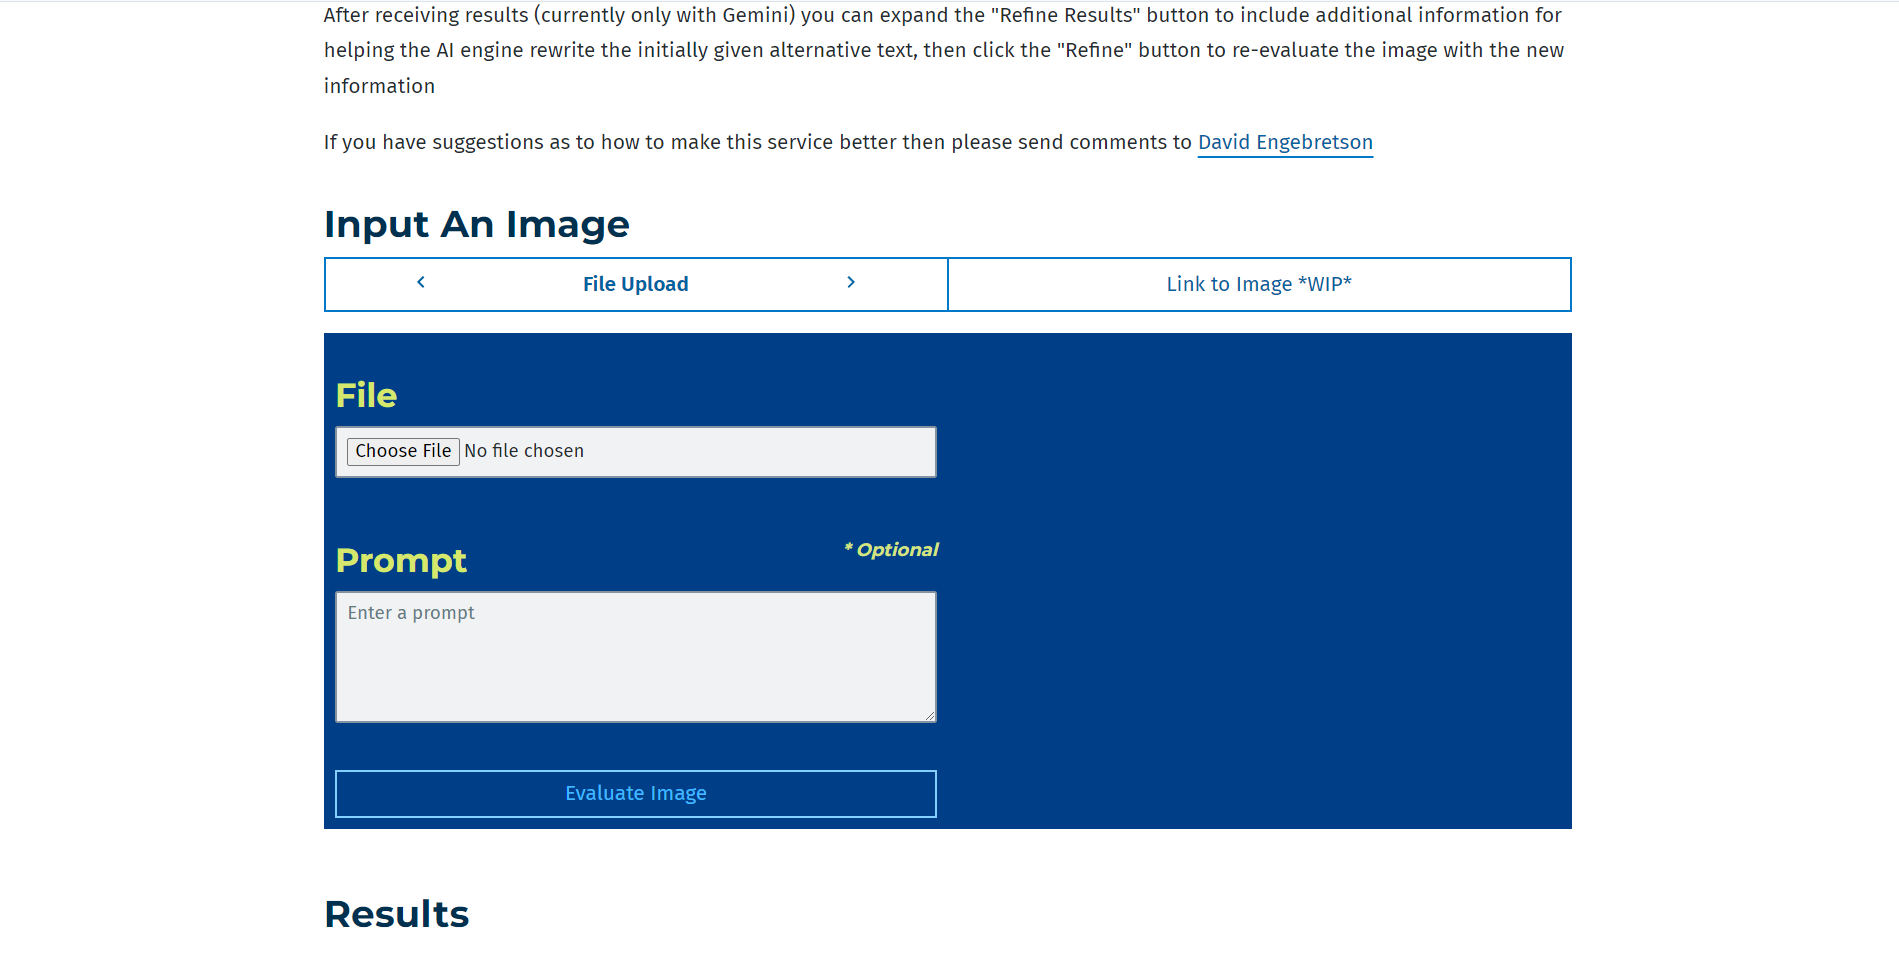 After receiving results (currently only with Gemini) you can expand the "Refine Results" button to include additional information for
helping the AI engine rewrite the initially given alternative text, then click the "Refine" button to re-evaluate the image with the new
information
If you have suggestions as to how to make this service better then please send comments to David Engebretson
Input An Image
File Upload
Link to Image *WIP*
File
Choose File No file chosen
Prompt
* Optional
Enter a prompt
Evaluate Image
Results